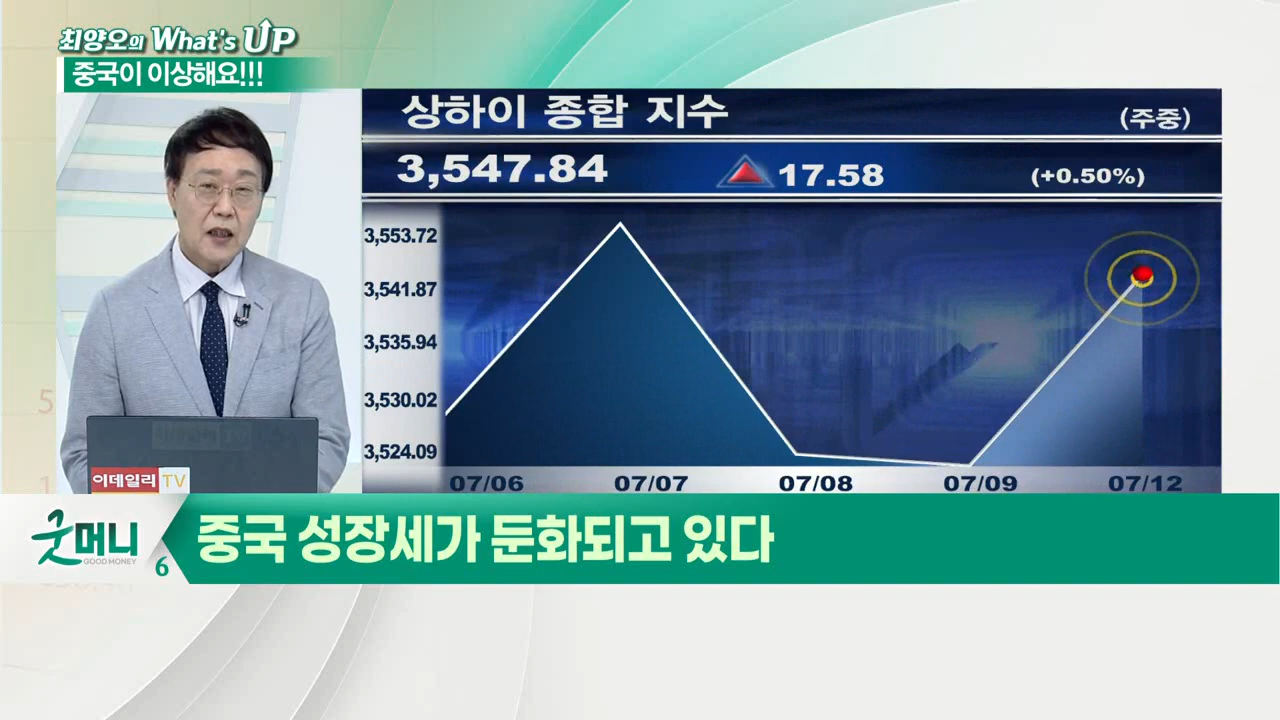 최양오의 What's UP
중국이 이상해요!!!
상하이 종합 지수 (주중)
3,547.84 17.58 (+0.50%)
3,553.72
3,541.87
3,535.94
3,530.02
3,524.09
07/06 07/07 07/08 07/09 07/12
이데일리 TV
굿머니
GOOD MONEY
6
중국 성장세가 둔화되고 있다